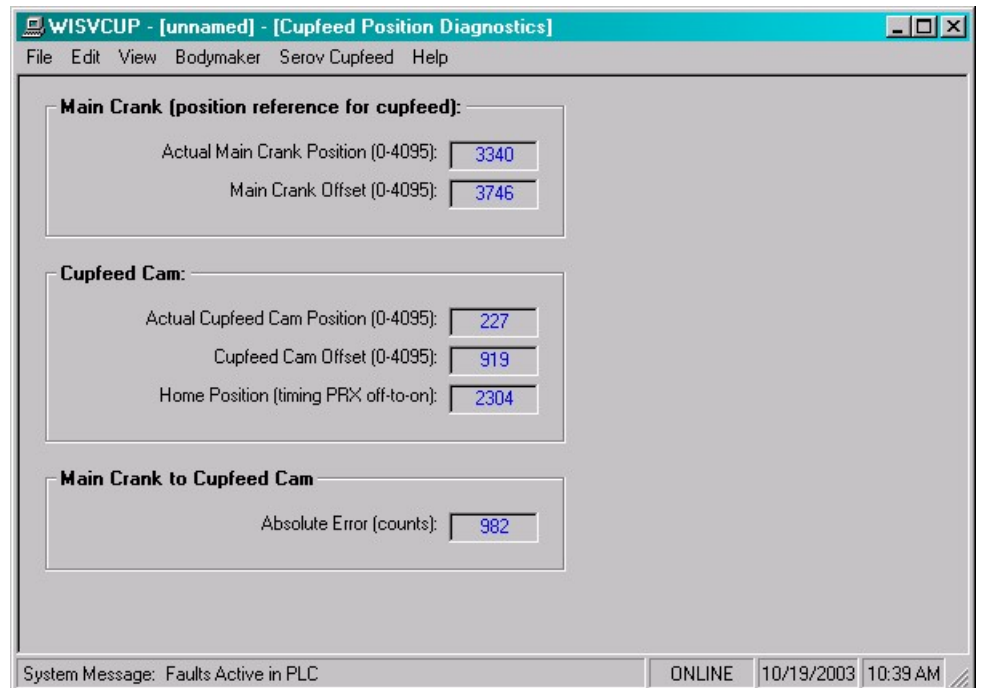 WISVCUP - [unnamed] - [Cupfeed Position Diagnostics]
File Edit View Bodymaker Serov Cupfeed Help
Main Crank (position reference for cupfeed):
Actual Main Crank Position (0-4095): 3340
Main Crank Offset (0-4095): 3746
Cupfeed Cam:
Actual Cupfeed Cam Position (0-4095): 227
Cupfeed Cam Offset (0-4095): 919
Home Position (timing PRX off-to-on): 2304
Main Crank to Cupfeed Cam
Absolute Error (counts): 982
System Message: Faults Active in PLC ONLINE 10/19/2003 10:39 AM